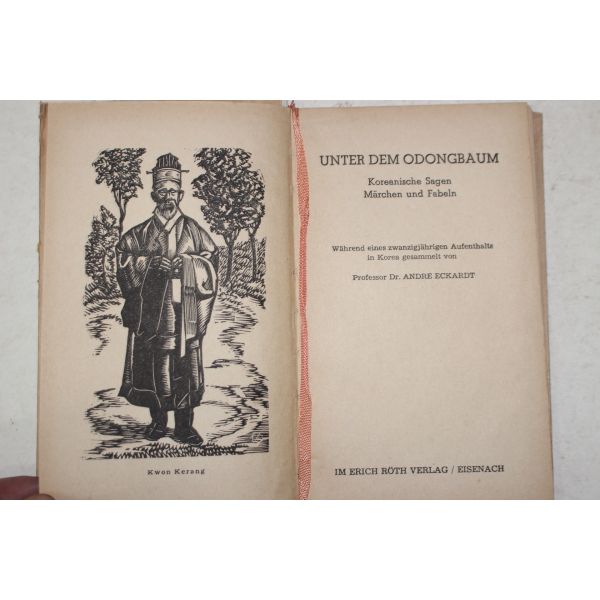 Kwon Kerang
UNTER DEM ODONGBAUM
Koreanische Sagen
Märchen und Fabeln
Während eines zwanzigjährigen Aufenthalts
in Korea gesammelt von
Professor Dr. ANDRE ECKARDT
IM ERICH RÖTH VERLAG / EISENACH